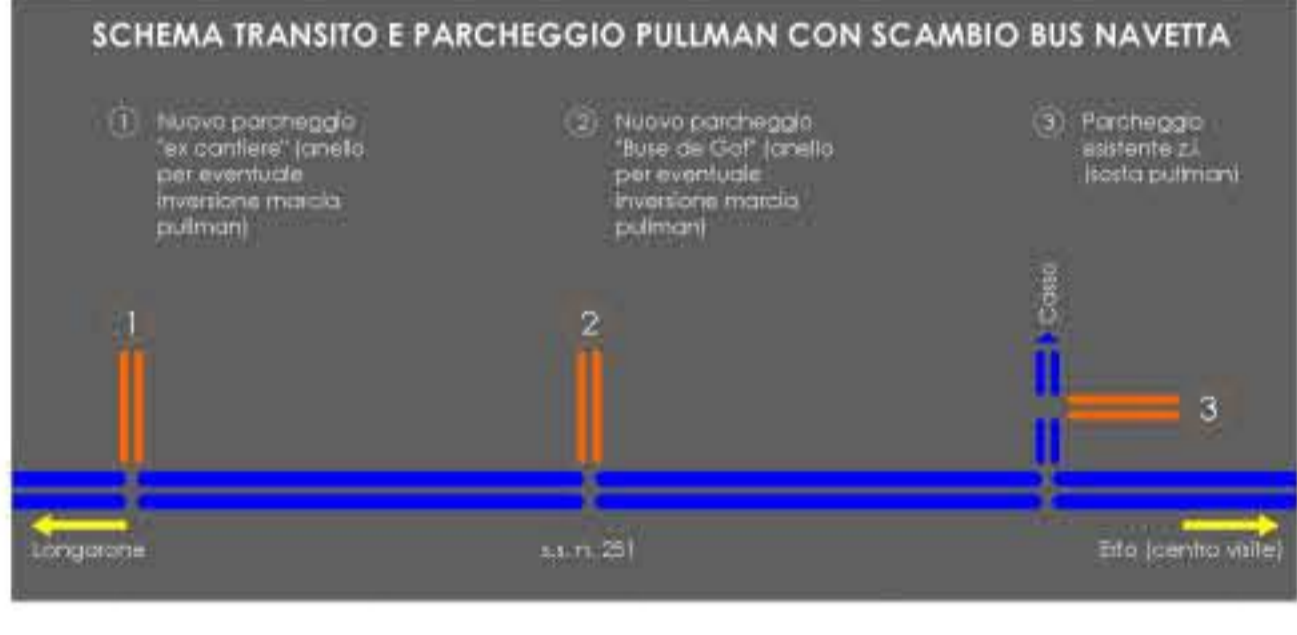 SCHEMA TRANSITO E PARCHEGGIO PULLMAN CON SCAMBIO BUS NAVETTA
1 Nuovo parcheggio
"ex cantiere" (anello
per eventuale
inversione marcia
pullman)
2 Nuovo parcheggio
"Buse de Gof" (anello
per eventuale
inversione marcia
pullman)
3 Parcheggio
esistente z.i.
(sosta pullman)
Casso
1
2
3
Longarone
s.s. n. 251
Erto (centro visite)